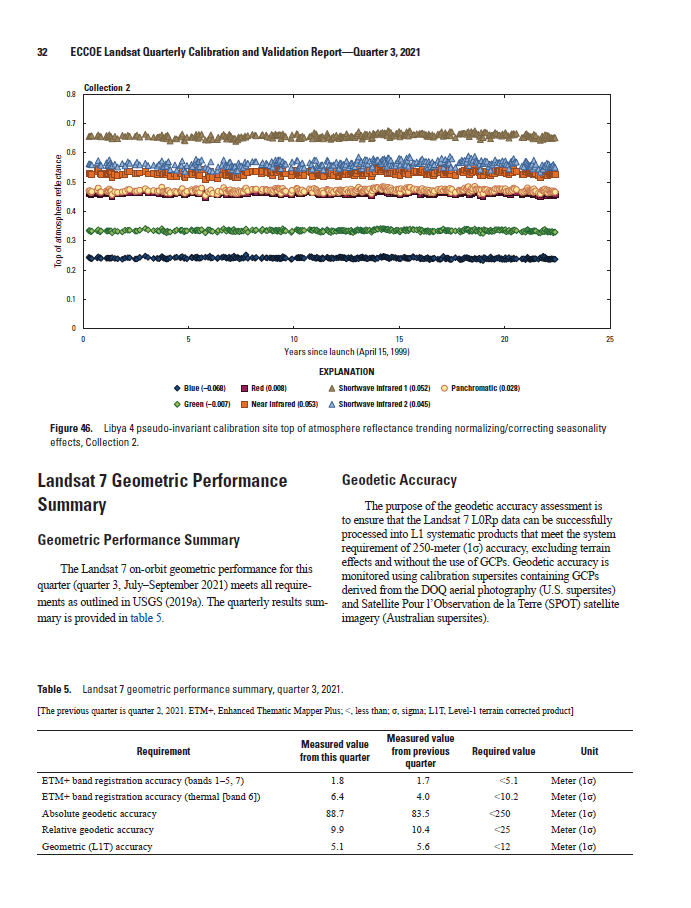 32 ECCOE Landsat Quarterly Calibration and Validation Report—Quarter 3, 2021
Collection 2
0.8
0.7
0.6
0.5
0.4
0.3
0.2
0.1
0
Top of atmosphere reflectance
0 5 10 15 20 25
Years since launch (April 15, 1999)
EXPLANATION
Blue (–0.068) Red (0.008) Shortwave Infrared 1 (0.052) Panchromatic (0.028)
Green (–0.007) Near Infrared (0.053) Shortwave Infrared 2 (0.045)
Figure 46. Libya 4 pseudo-invariant calibration site top of atmosphere reflectance trending normalizing/correcting seasonality
effects, Collection 2.
Landsat 7 Geometric Performance
Summary
Geometric Performance Summary
The Landsat 7 on-orbit geometric performance for this
quarter (quarter 3, July–September 2021) meets all require-
ments as outlined in USGS (2019a). The quarterly results sum-
mary is provided in table 5.
Geodetic Accuracy
The purpose of the geodetic accuracy assessment is
to ensure that the Landsat 7 L0Rp data can be successfully
processed into L1 systematic products that meet the system
requirement of 250-meter (1σ) accuracy, excluding terrain
effects and without the use of GCPs. Geodetic accuracy is
monitored using calibration supersites containing GCPs
derived from the DOQ aerial photography (U.S. supersites)
and Satellite Pour l’Observation de la Terre (SPOT) satellite
imagery (Australian supersites).
Table 5. Landsat 7 geometric performance summary, quarter 3, 2021.
[The previous quarter is quarter 2, 2021. ETM+, Enhanced Thematic Mapper Plus; <, less than; σ, sigma; L1T, Level-1 terrain corrected product]
Requirement Measured value from this quarter Measured value from previous quarter Required value Unit
ETM+ band registration accuracy (bands 1–5, 7) 1.8 1.7 <5.1 Meter (1σ)
ETM+ band registration accuracy (thermal [band 6]) 6.4 4.0 <10.2 Meter (1σ)
Absolute geodetic accuracy 88.7 83.5 <250 Meter (1σ)
Relative geodetic accuracy 9.9 10.4 <25 Meter (1σ)
Geometric (L1T) accuracy 5.1 5.6 <12 Meter (1σ)